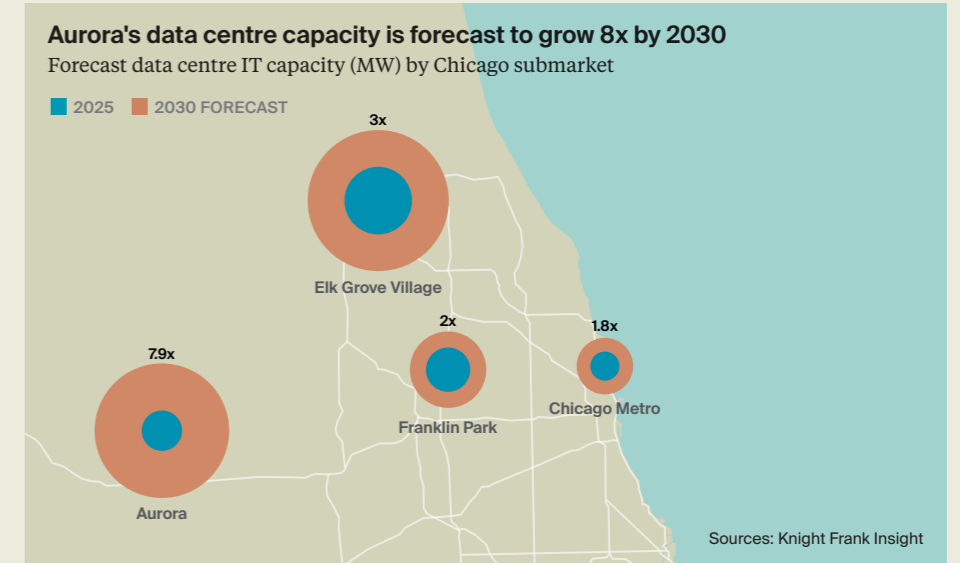 Aurora's data centre capacity is forecast to grow 8x by 2030
Forecast data centre IT capacity (MW) by Chicago submarket
2025 2030 FORECAST
3x
Elk Grove Village
2x
1.8x
7.9x
Chicago Metro
Franklin Park
Aurora
Sources: Knight Frank Insight